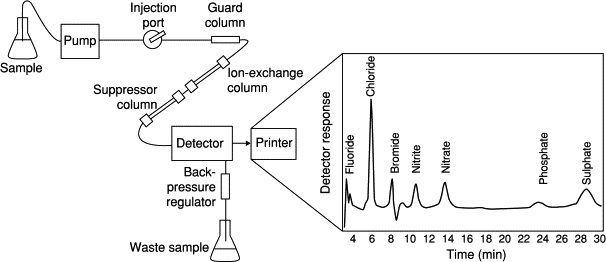 Injection
port
Guard
column
Pump
Sample
Ion-exchange
column
Suppressor
column
Detector
Printer
Back-
pressure
regulator
Waste sample
Detector response
Fluoride
Chloride
Bromide
Nitrite
Nitrate
Phosphate
Sulphate
4 6 8 10 12 14 16 18 20 22 24 26 28 30
Time (min)